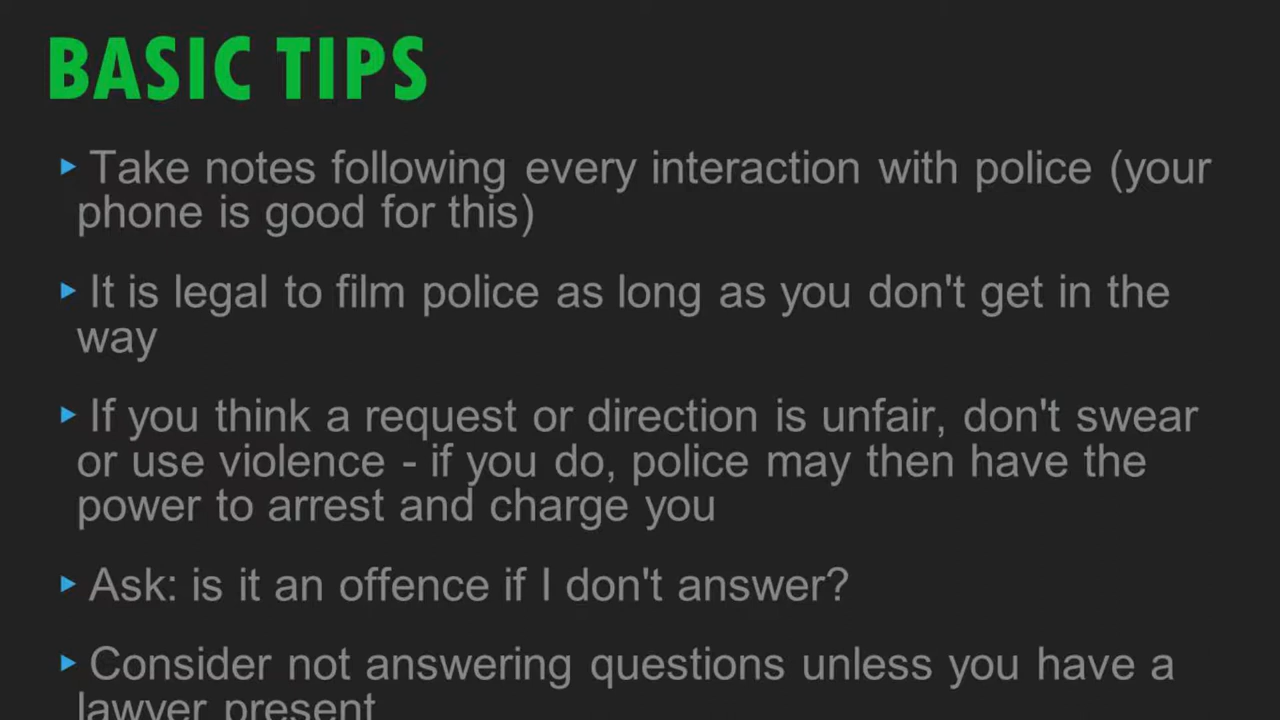 BASIC TIPS
Take notes following every interaction with police (your
phone is good for this)
It is legal to film police as long as you don't get in the
way
If you think a request or direction is unfair, don't swear
or use violence - if you do, police may then have the
power to arrest and charge you
Ask: is it an offence if I don't answer?
Consider not answering questions unless you have a
lawyer present